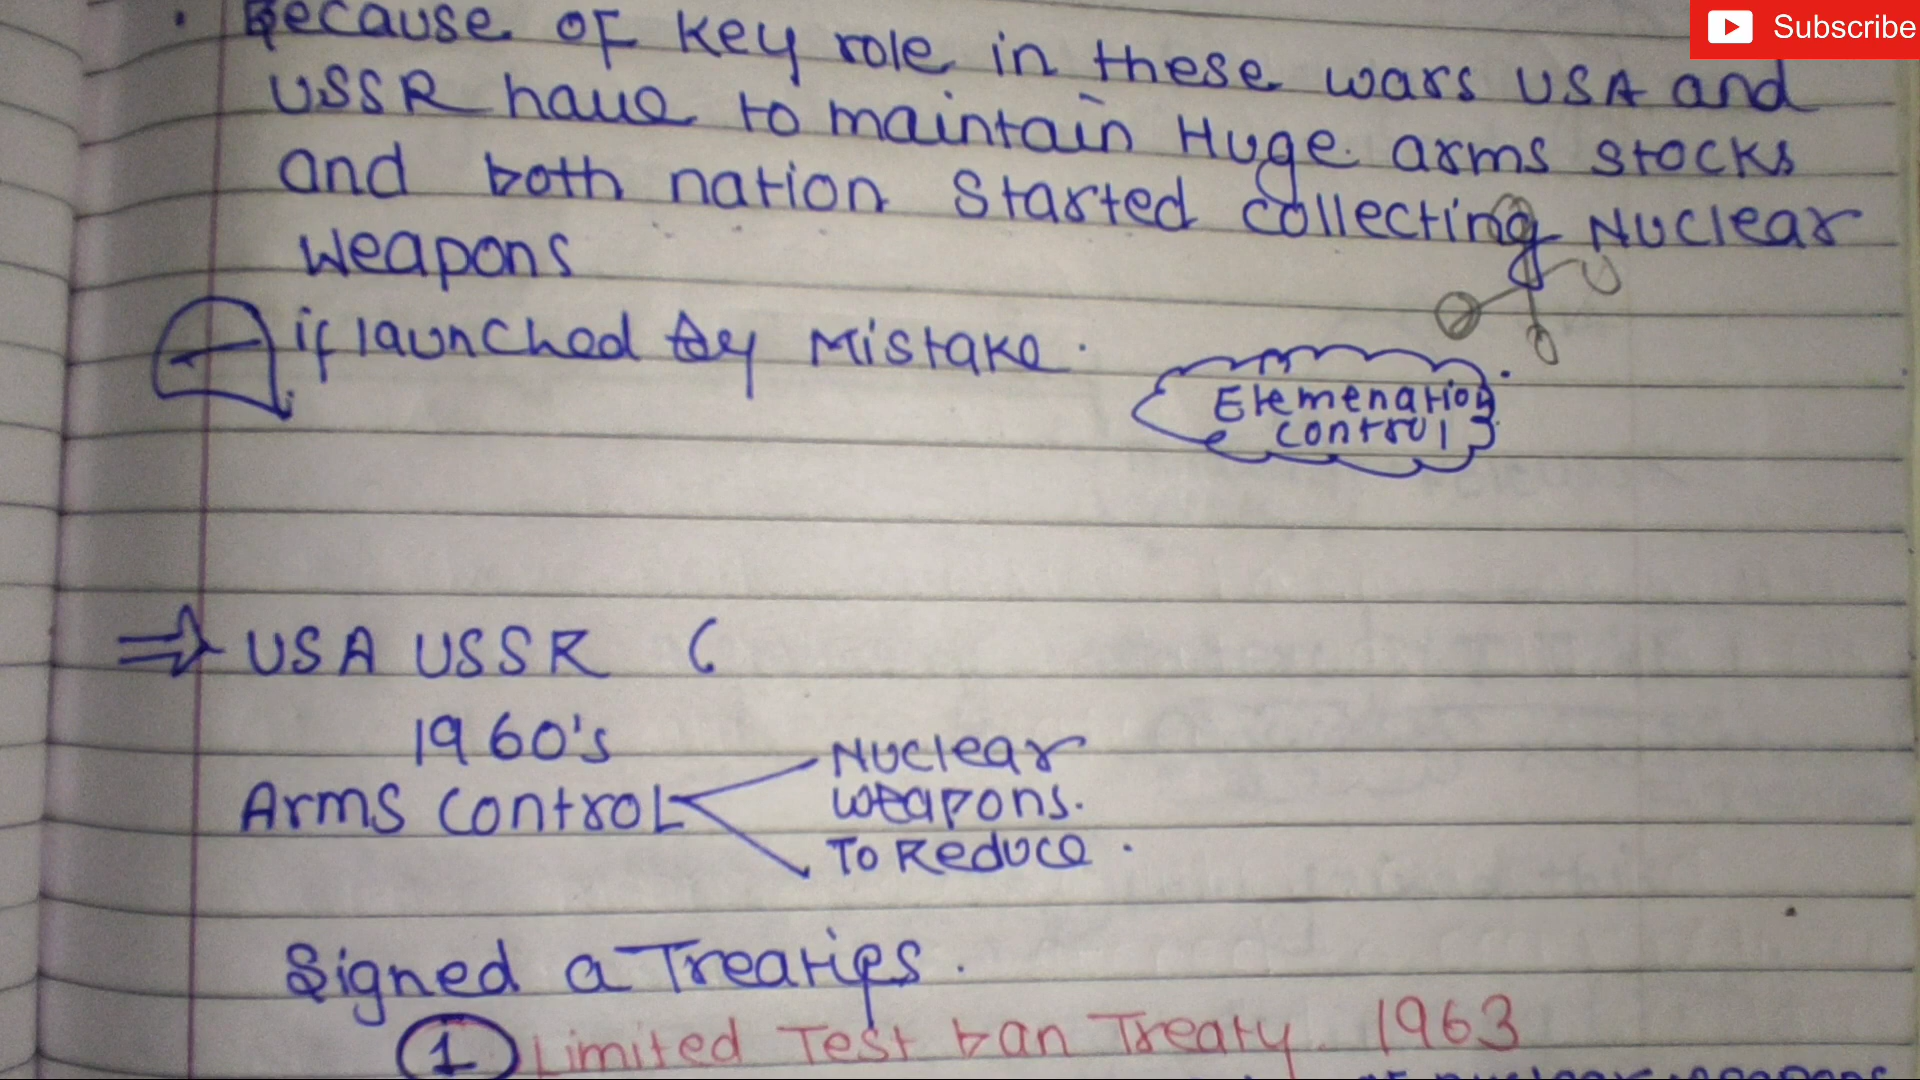 Subscribe
Because of key role in these wars USA and
USSR have to maintain Huge arms stocks
and both nation Started collecting Nuclear
Weapons
if launched by Mistake.
Elemenation
control
USA USSR (
1960's
Nuclear
Arms control
weapons.
To Reduce.
Signed a Treaties.
1 Limited Test ban Treaty. 1963